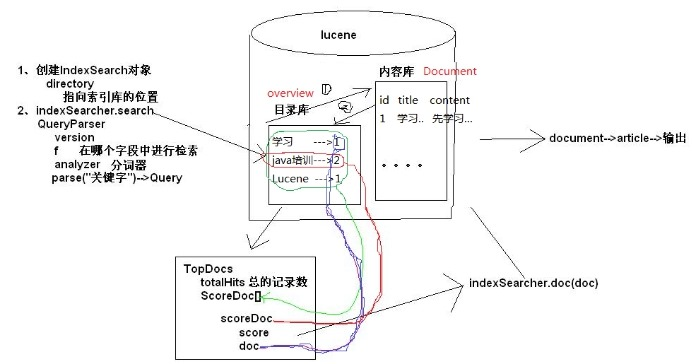 lucene
1、创建IndexSearch对象
directory
指向索引库的位置
2、indexSearcher.search
QueryParser
version
f 在哪个字段中进行检索
analyzer 分词器
parse("关键字")-->Query
overview
目录库
学习 --->1
java培训--->2
Lucene --->1
内容库 Document
id title content
1 学习.. 先学习...
. . . .
document-->article-->输出
TopDocs
totalHits 总的记录数
ScoreDoc[]
scoreDoc
score
doc
indexSearcher.doc(doc)